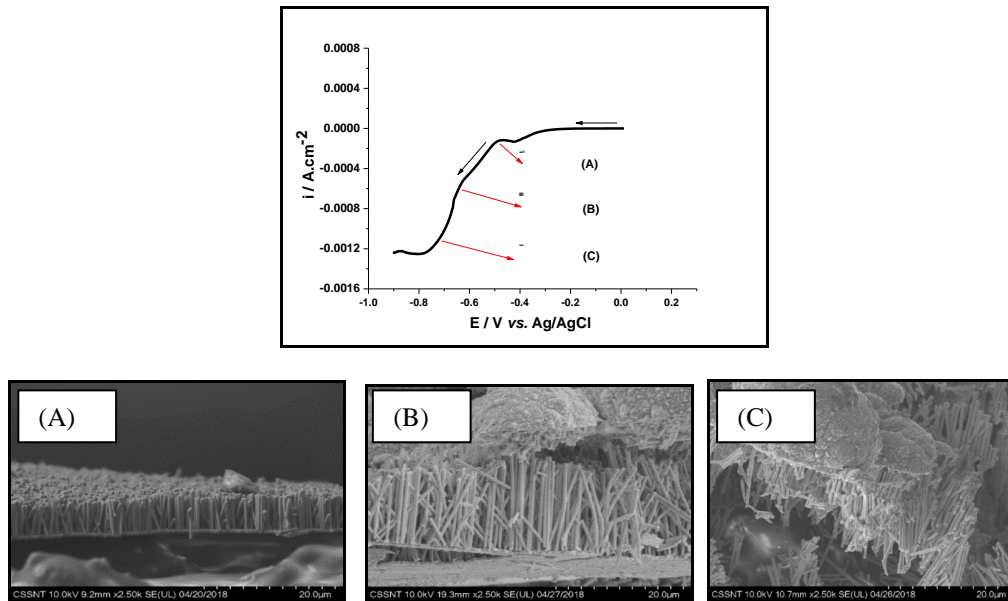 0.0008
0.0004
0.0000
-0.0004
-0.0008
-0.0012
-0.0016
i / A.cm-2
(A)
(B)
(C)
-1.0 -0.8 -0.6 -0.4 -0.2 0.0 0.2
E / V vs. Ag/AgCl
(A)
(B)
(C)
CSSNT 10.0kV 9.2mm x2.50k SE(UL) 04/20/2018 20.0µm
CSSNT 10.0kV 19.3mm x2.50k SE(UL) 04/27/2018 20.0µm
CSSNT 10.0kV 10.7mm x2.50k SE(UL) 04/26/2018 20.0µm